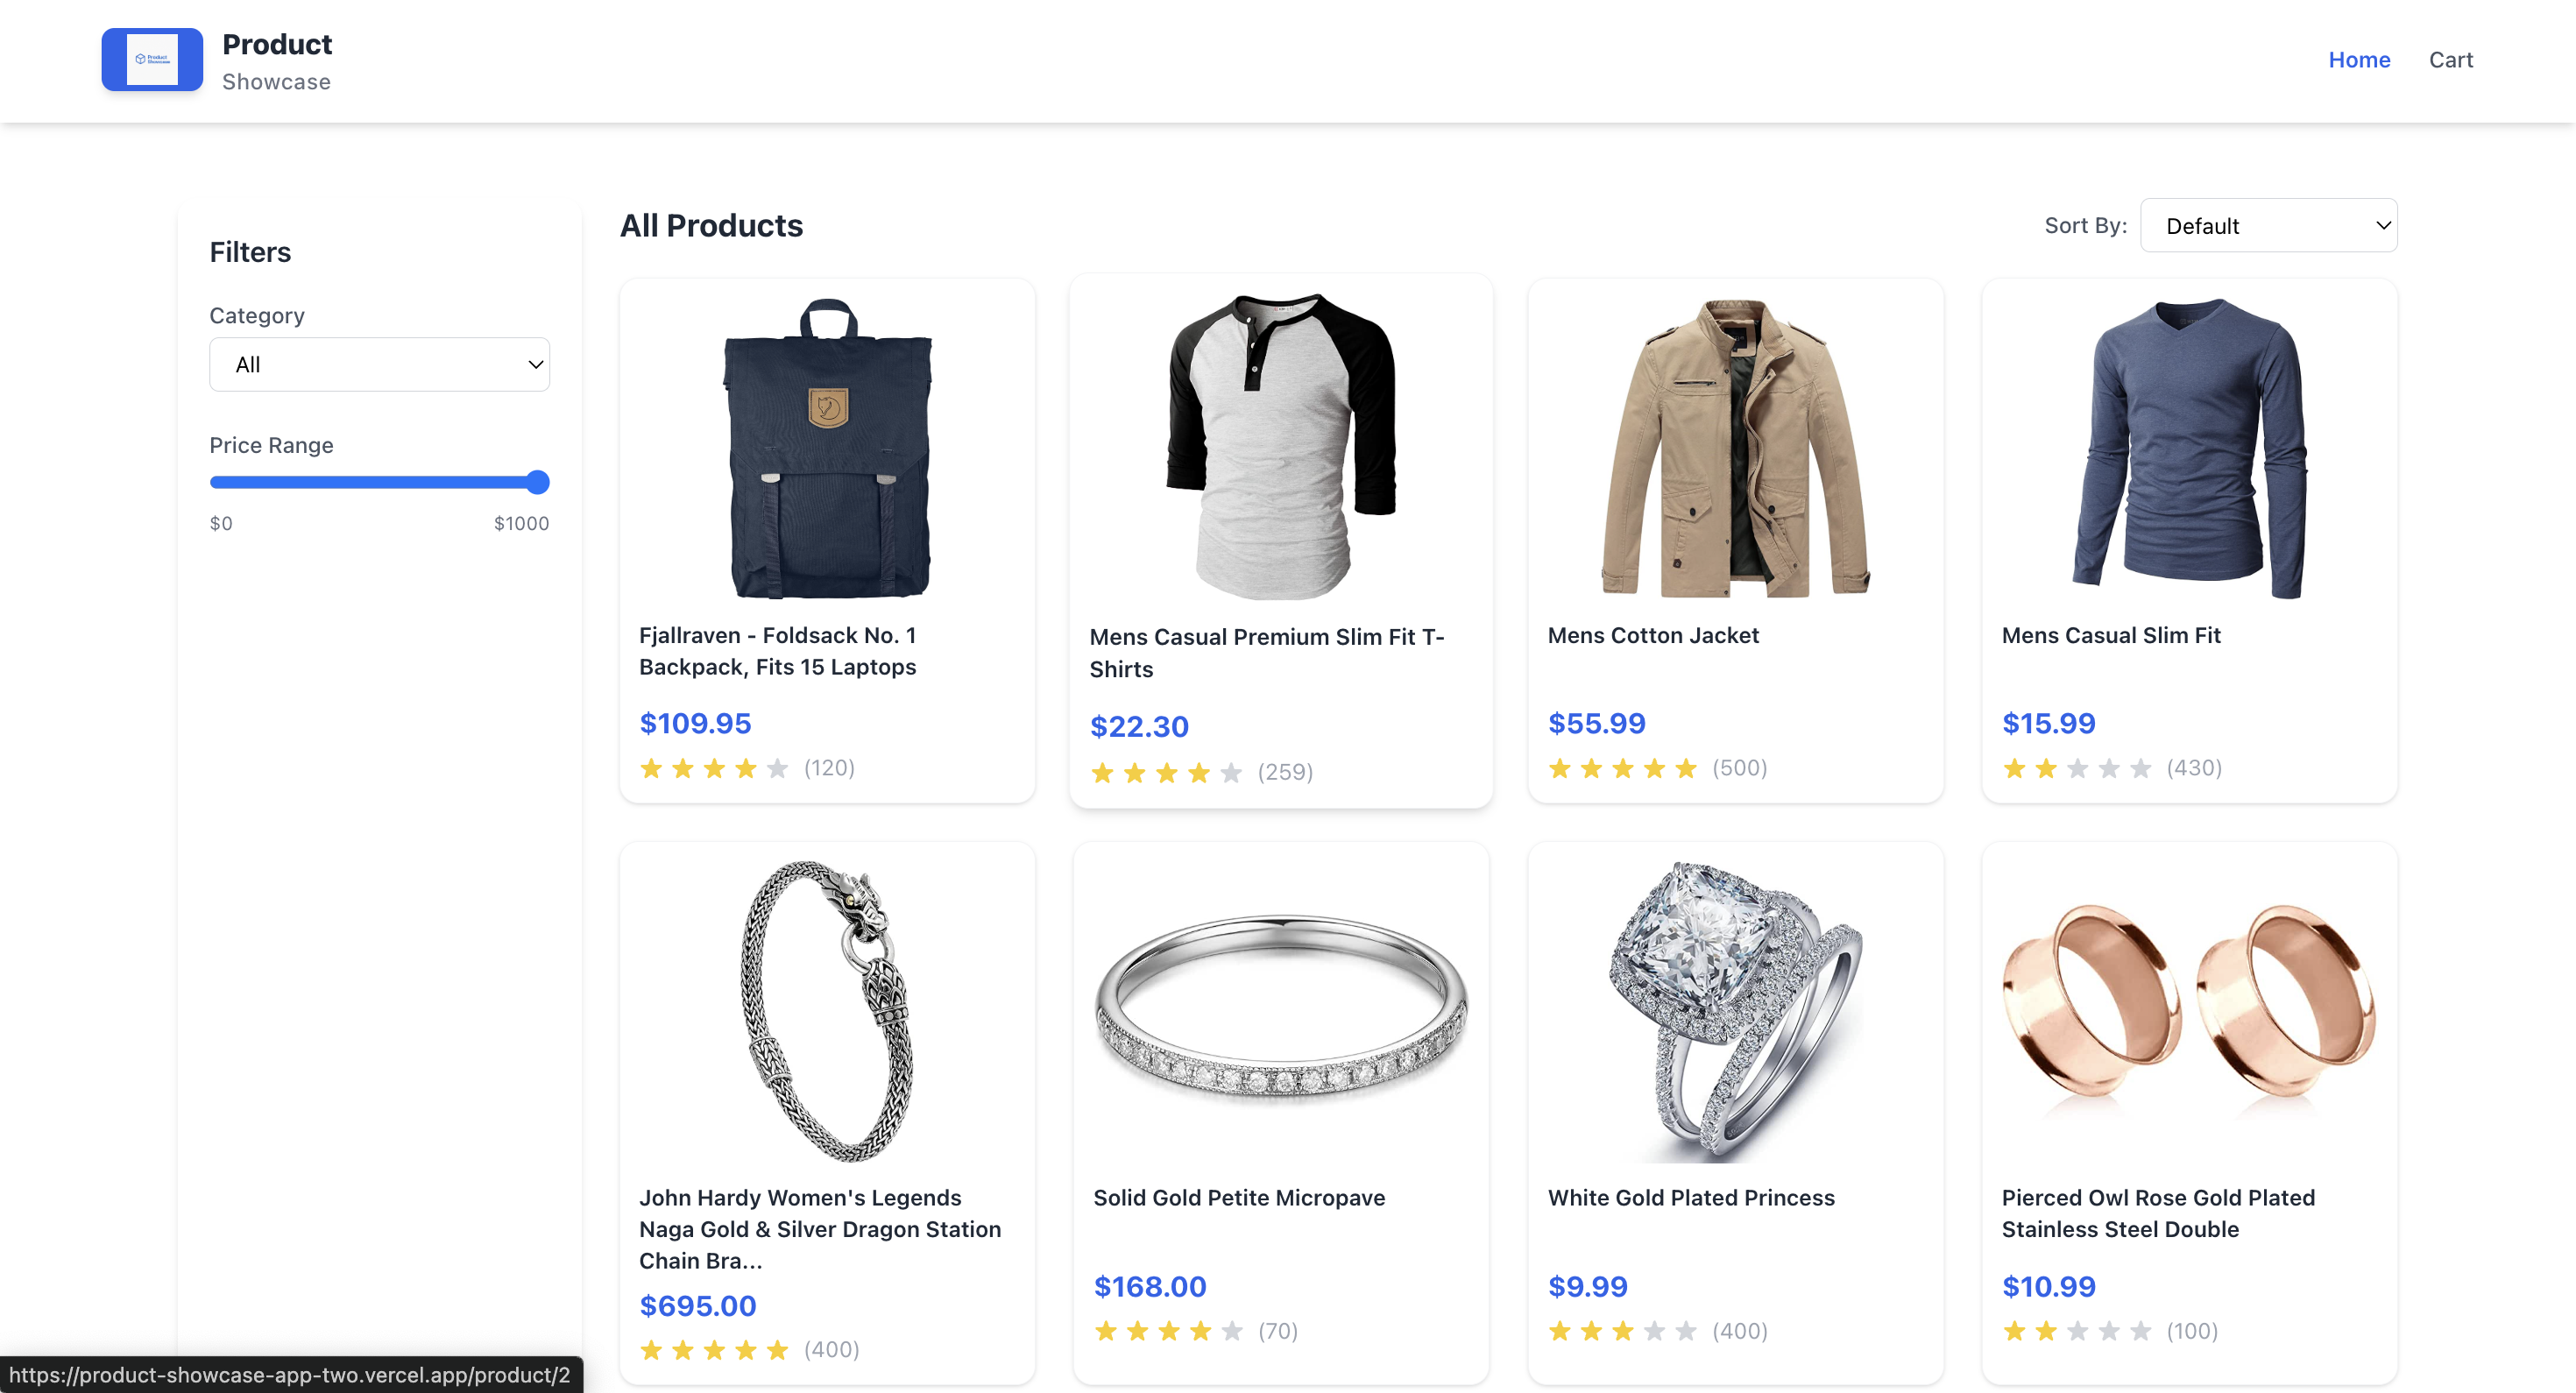 Product
Showcase
Product
Showcase
Home
Cart
Filters
Category
All
Price Range
$0
$1000
All Products
Sort By:
Default
Fjallraven - Foldsack No. 1
Backpack, Fits 15 Laptops
$109.95
(120)
Mens Casual Premium Slim Fit T-
Shirts
$22.30
(259)
Mens Cotton Jacket
$55.99
(500)
Mens Casual Slim Fit
$15.99
(430)
John Hardy Women's Legends
Naga Gold & Silver Dragon Station
Chain Bra...
$695.00
(400)
Solid Gold Petite Micropave
$168.00
(70)
White Gold Plated Princess
$9.99
(400)
Pierced Owl Rose Gold Plated
Stainless Steel Double
$10.99
(100)
https://product-showcase-app-two.vercel.app/product/2